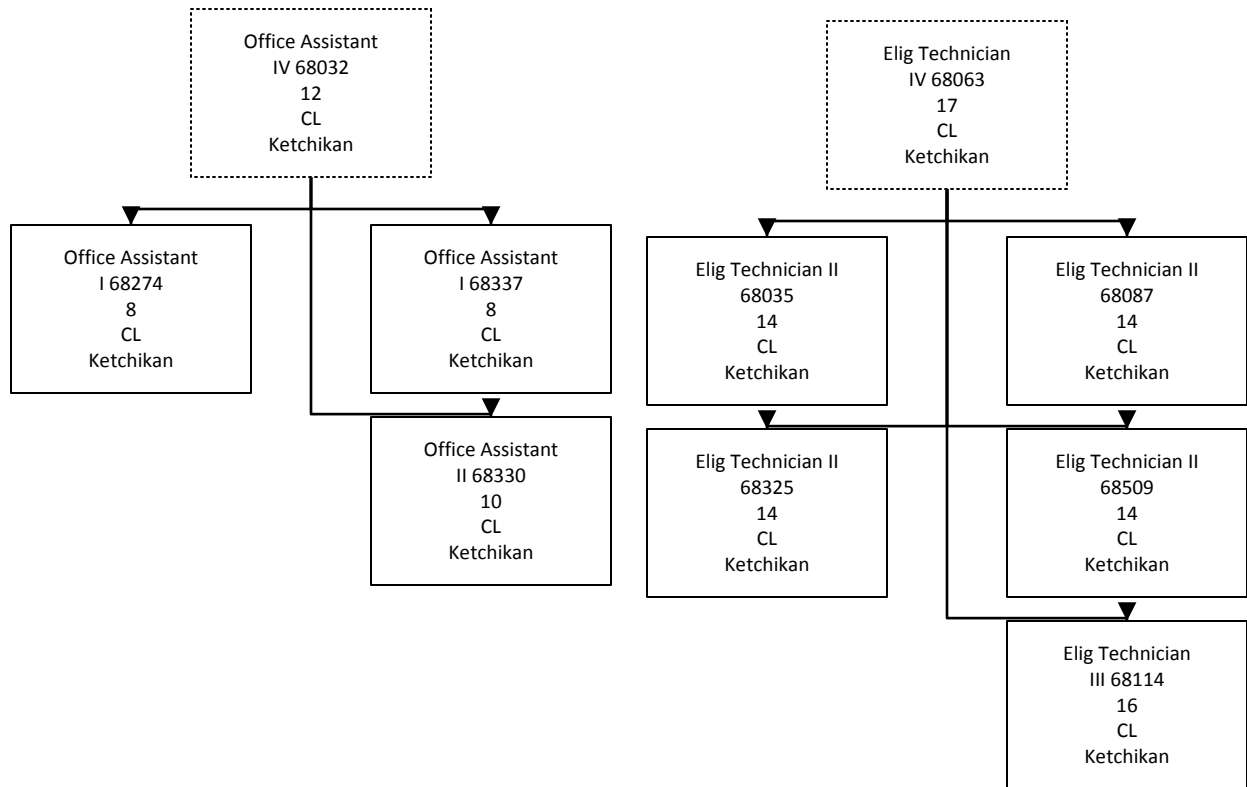 Office Assistant
IV 68032
12
CL
Ketchikan
Office Assistant
I 68274
8
CL
Ketchikan
Office Assistant
I 68337
8
CL
Ketchikan
Office Assistant
II 68330
10
CL
Ketchikan
Elig Technician
IV 68063
17
CL
Ketchikan
Elig Technician II
68035
14
CL
Ketchikan
Elig Technician II
68087
14
CL
Ketchikan
Elig Technician II
68325
14
CL
Ketchikan
Elig Technician II
68509
14
CL
Ketchikan
Elig Technician
III 68114
16
CL
Ketchikan